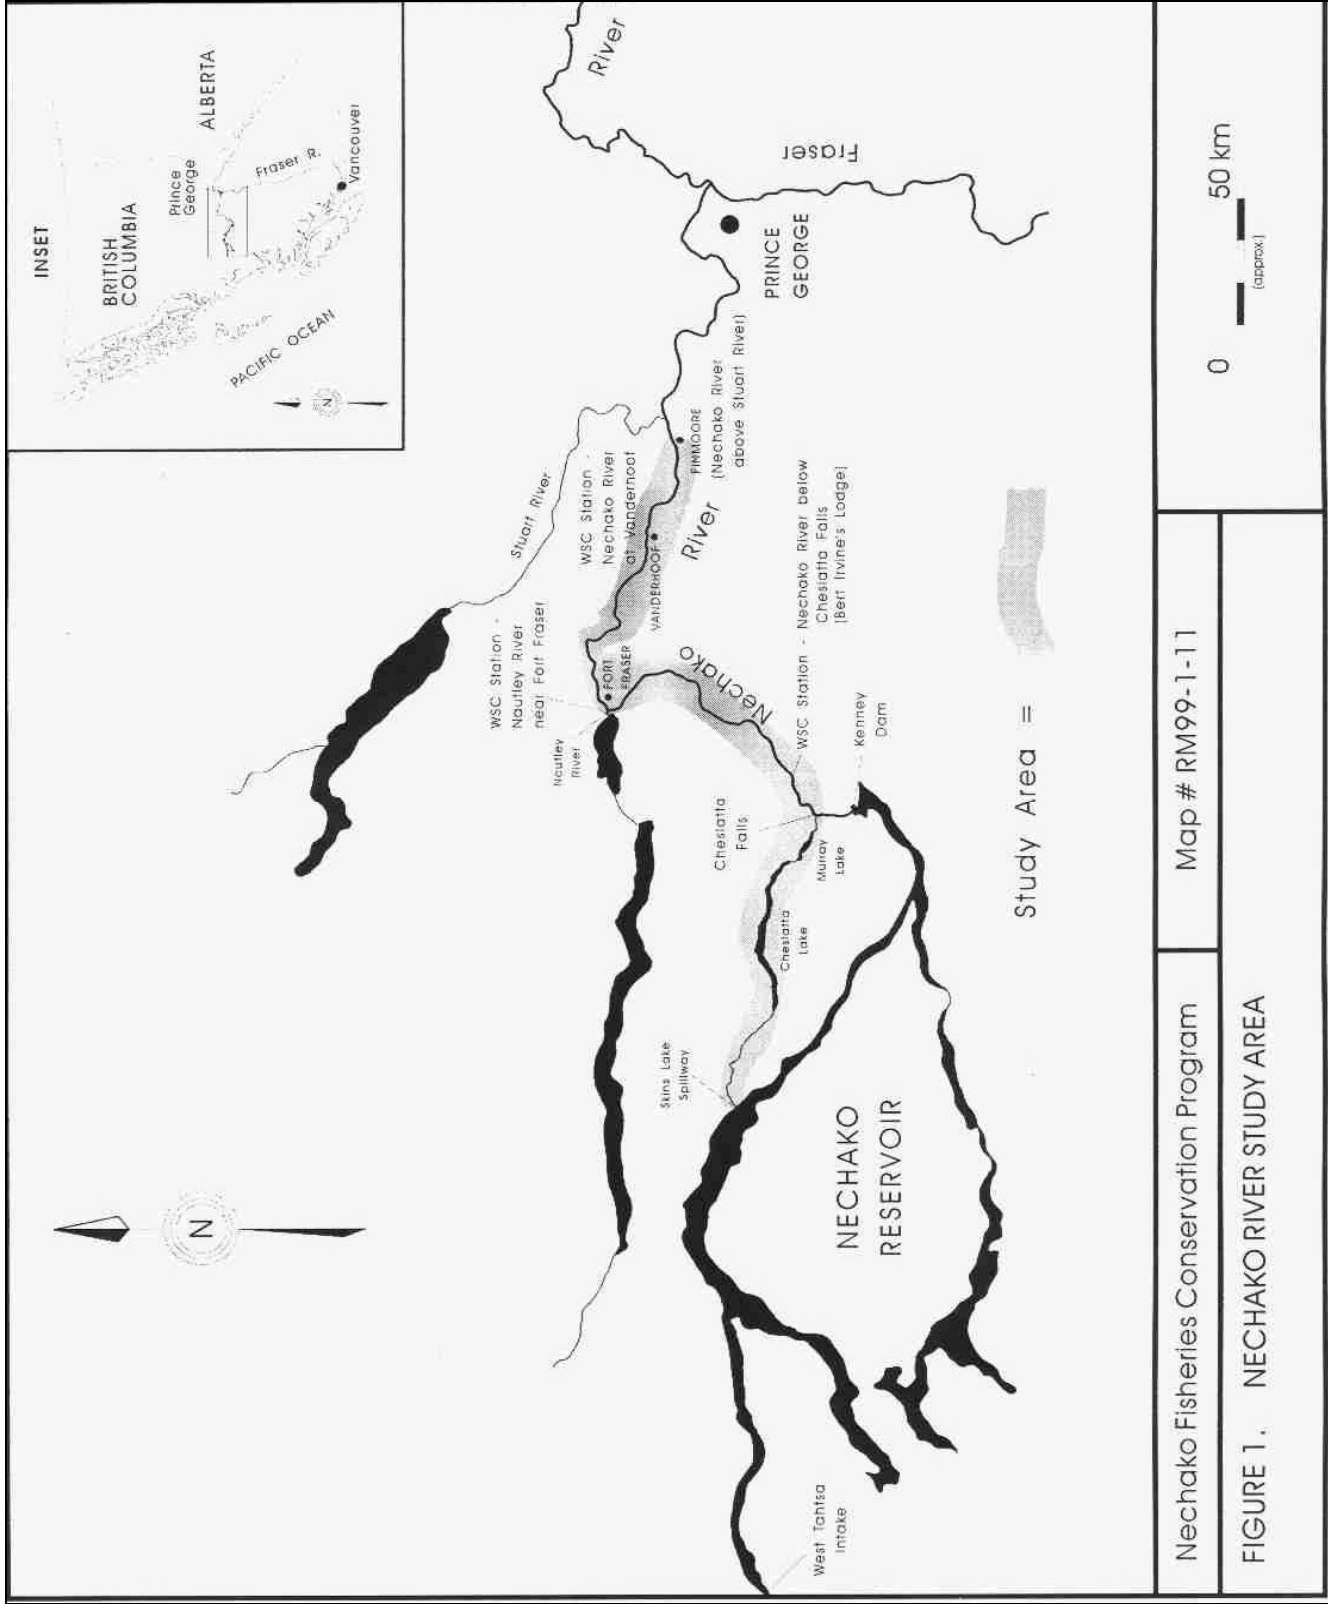 INSET
BRITISH
COLUMBIA
ALBERTA
Prince
George
Fraser R.
Vancouver
PACIFIC OCEAN
N
N
River
Fraser
PRINCE
GEORGE
Stuart River
WSC Station -
Nechako River
at Vanderhoof
FINMOORE
(Nechako River
above Stuart River)
VANDERHOOF
River
WSC Station -
Nautley River
near Fort Fraser
FORT
FRASER
Nautley
River
Nechako
WSC Station - Nechako River below
Cheslatta Falls
(Bert Irvine's Lodge)
Kenney
Dam
Cheslatta
Falls
Murray
Lake
Cheslatta
Lake
Skins Lake
Spillway
NECHAKO
RESERVOIR
West Tahtsa
Intake
Study Area =
Nechako Fisheries Conservation Program
Map # RM99-1-11
0 50 km
(approx.)
FIGURE 1. NECHAKO RIVER STUDY AREA